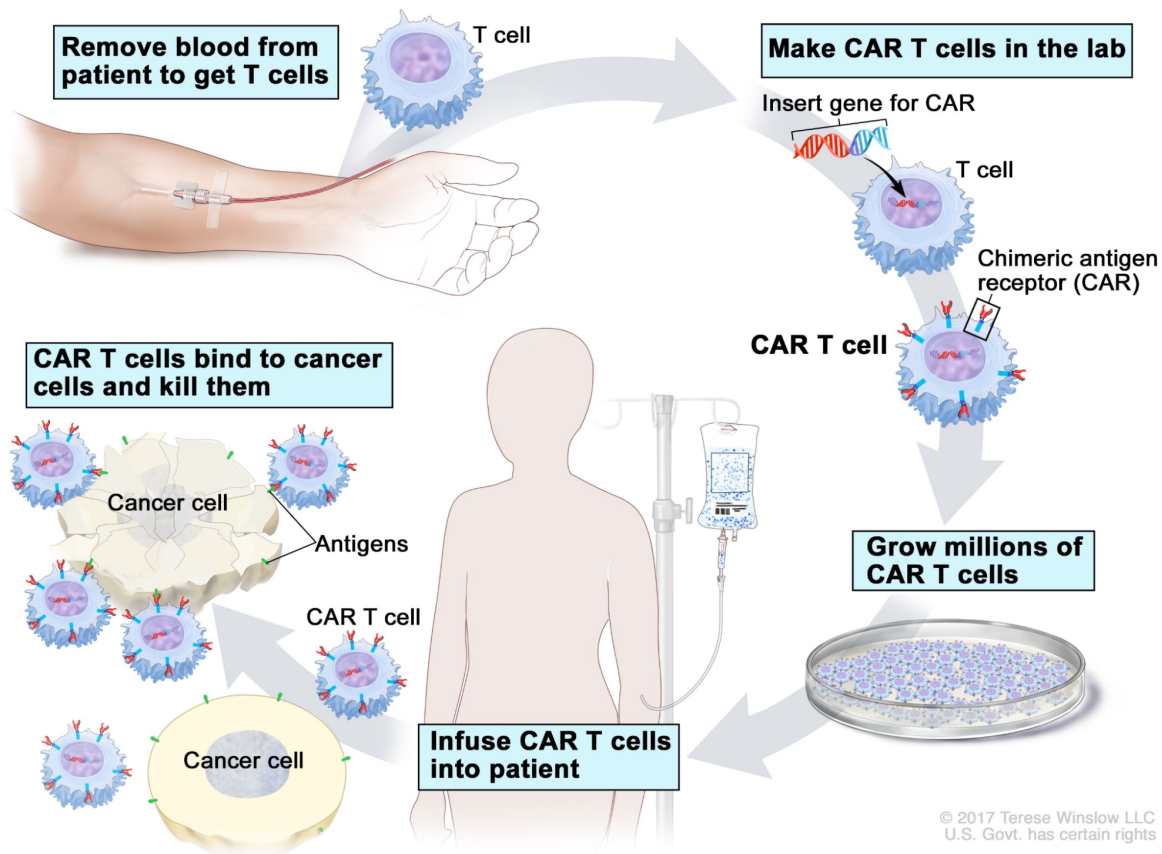 Remove blood from
patient to get T cells
T cell
Make CAR T cells in the lab
Insert gene for CAR
T cell
Chimeric antigen
receptor (CAR)
CAR T cell
Grow millions of
CAR T cells
Infuse CAR T cells
into patient
CAR T cells bind to cancer
cells and kill them
Cancer cell
Antigens
CAR T cell
Cancer cell
© 2017 Terese Winslow LLC
U.S. Govt. has certain rights